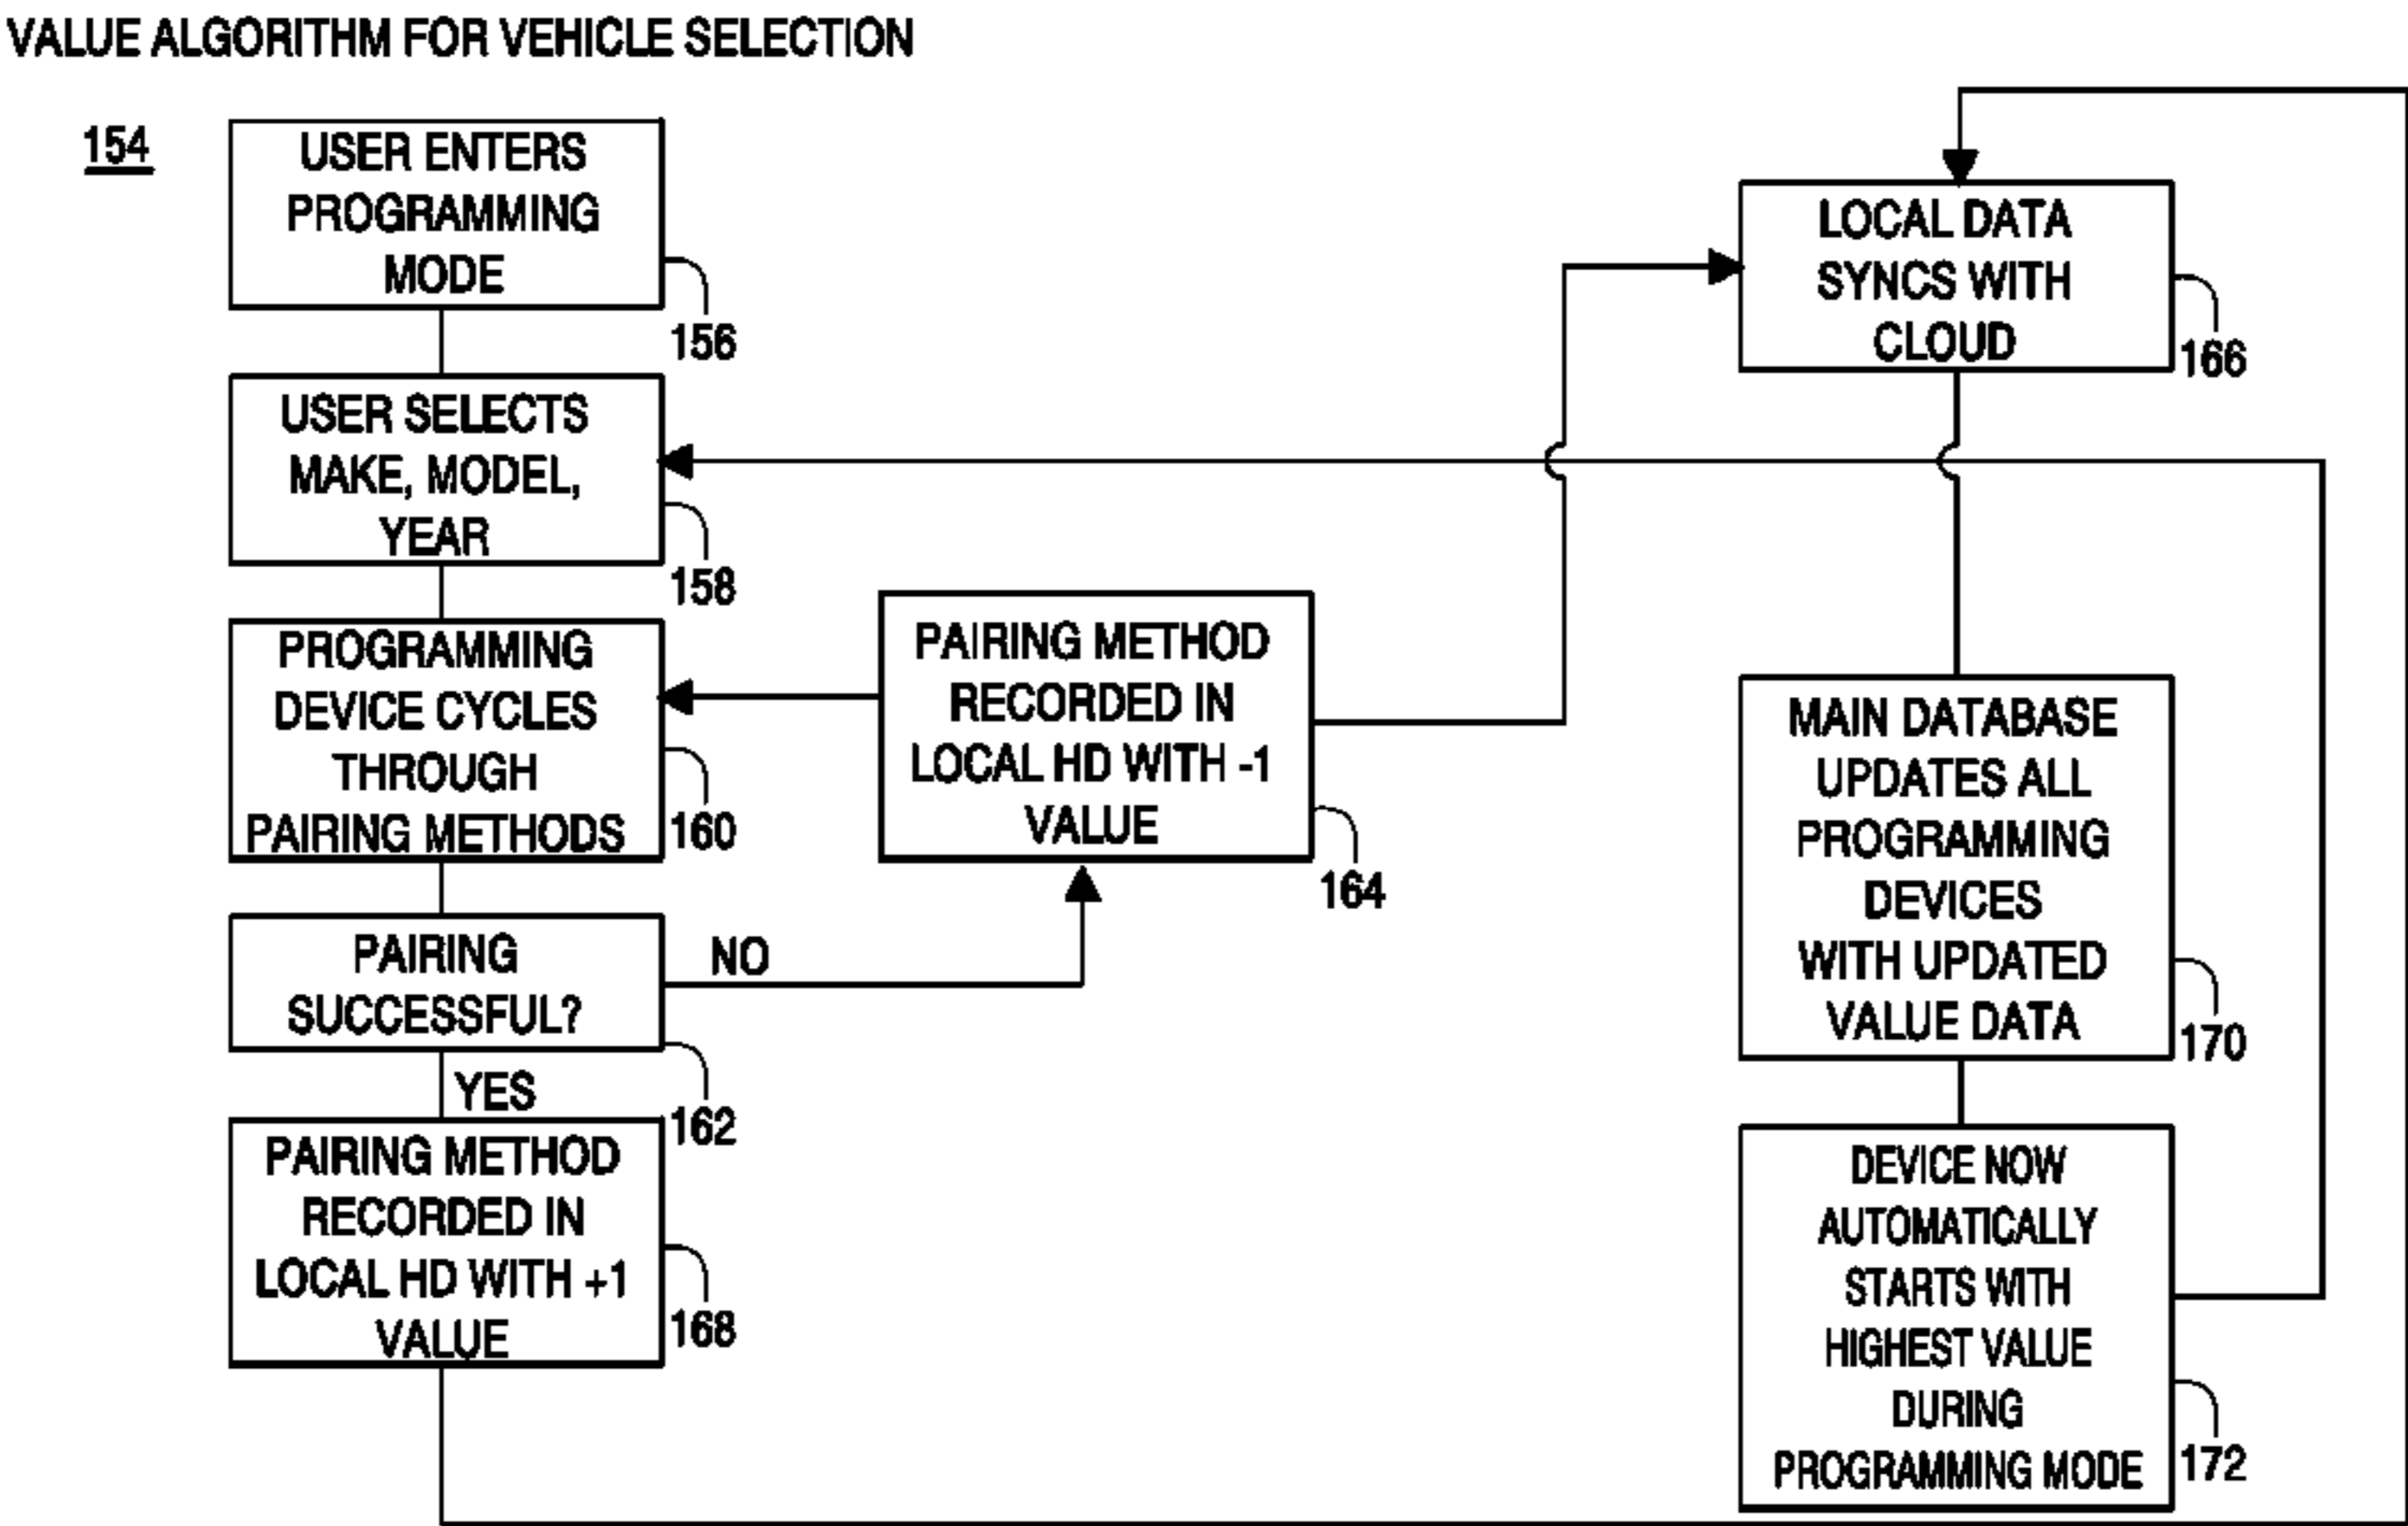 VALUE ALGORITHM FOR VEHICLE SELECTION
154
USER ENTERS
PROGRAMMING
MODE
156
USER SELECTS
MAKE, MODEL,
YEAR
158
PROGRAMMING
DEVICE CYCLES
THROUGH
PAIRING METHODS
160
PAIRING
SUCCESSFUL?
162
NO
YES
PAIRING METHOD
RECORDED IN
LOCAL HD WITH -1
VALUE
164
PAIRING METHOD
RECORDED IN
LOCAL HD WITH +1
VALUE
168
LOCAL DATA
SYNCS WITH
CLOUD
166
MAIN DATABASE
UPDATES ALL
PROGRAMMING
DEVICES
WITH UPDATED
VALUE DATA
170
DEVICE NOW
AUTOMATICALLY
STARTS WITH
HIGHEST VALUE
DURING
PROGRAMMING MODE
172